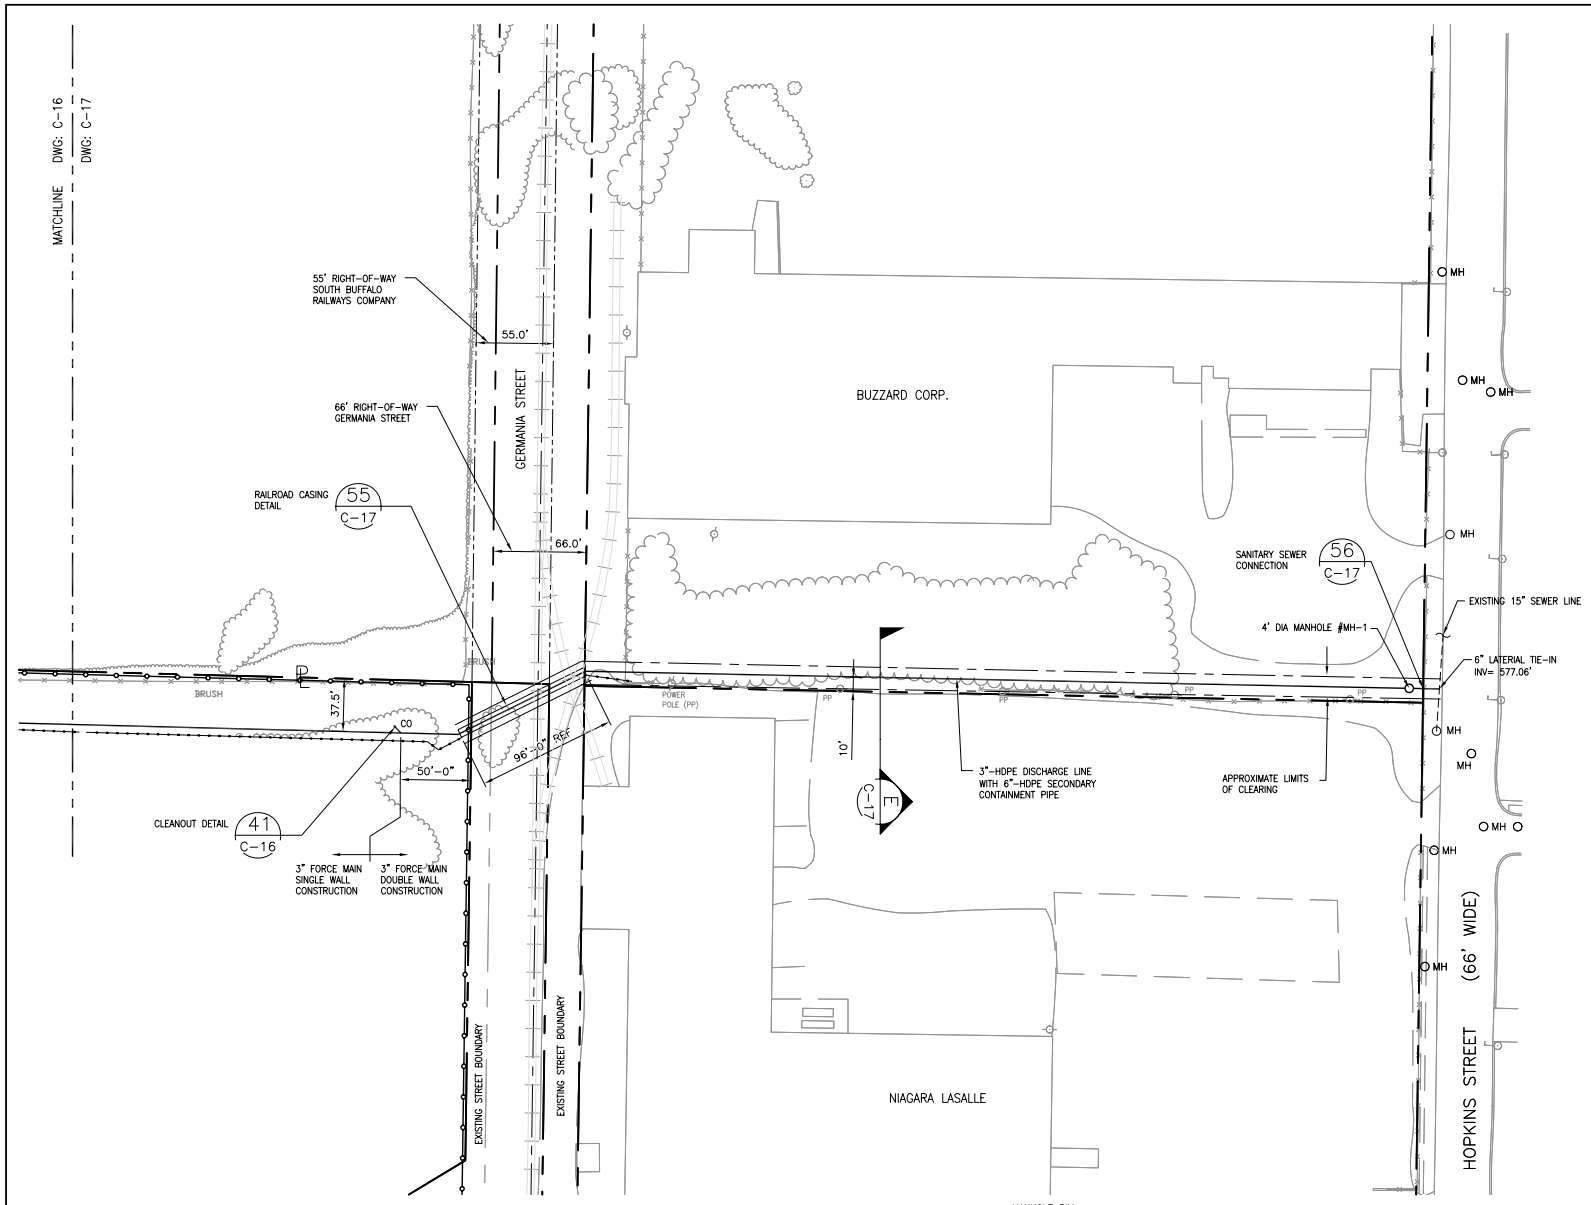 MATCHLINE DWG: C-16
DWG: C-17
55' RIGHT-OF-WAY
SOUTH BUFFALO
RAILWAYS COMPANY
55.0'
GERMANIA STREET
66' RIGHT-OF-WAY
GERMANIA STREET
RAILROAD CASING
DETAIL
55
C-17
66.0'
BUZZARD CORP.
MH
MH
MH
MH
SANITARY SEWER
CONNECTION
56
C-17
EXISTING 15" SEWER LINE
4' DIA MANHOLE #MH-1
6" LATERIAL TIE-IN
INV= 577.06'
BRUSH
PL
BRUSH
37.5'
CO
50'-0"
96'-0" REF
POWER
POLE (PP)
PP
PP
PP
PP
10'
3"-HDPE DISCHARGE LINE
WITH 6"-HDPE SECONDARY
CONTAINMENT PIPE
E
C-17
APPROXIMATE LIMITS
OF CLEARING
MH
MH
MH
MH
MH
CLEANOUT DETAIL
41
C-16
3" FORCE MAIN
SINGLE WALL
CONSTRUCTION
3" FORCE MAIN
DOUBLE WALL
CONSTRUCTION
EXISTING STREET BOUNDARY
EXISTING STREET BOUNDARY
NIAGARA LASALLE
HOPKINS STREET (66' WIDE)